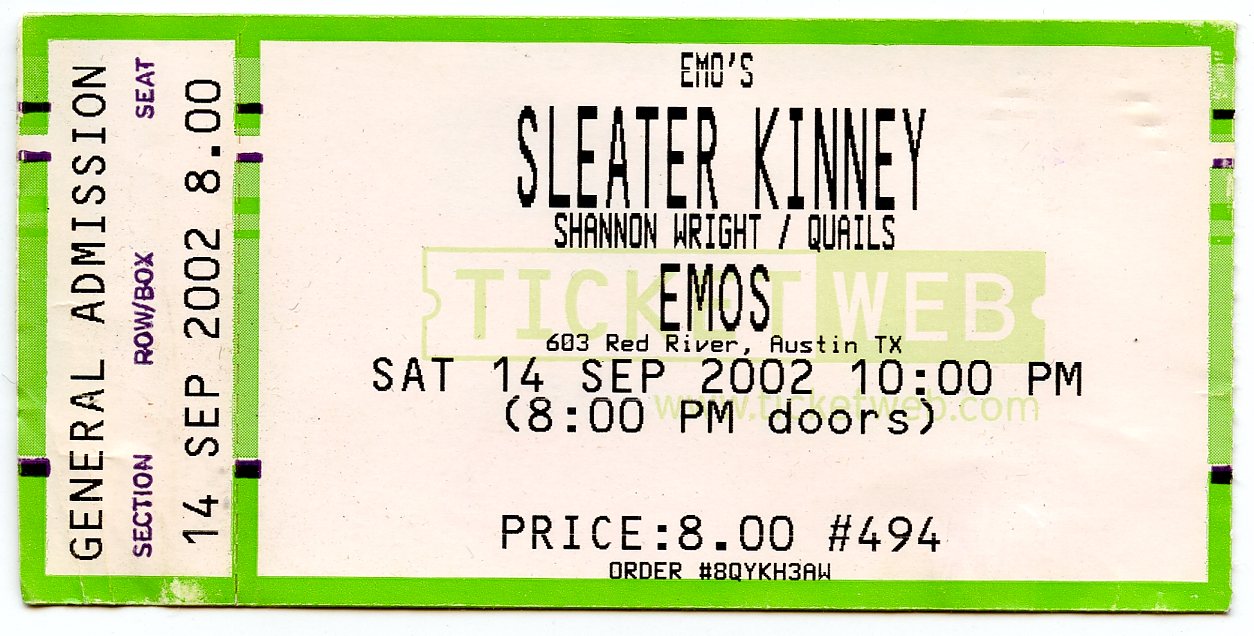 GENERAL ADMISSION
SECTION ROW/BOX SEAT
14 SEP 2002 8.00
EMO'S
SLEATER KINNEY
SHANNON WRIGHT / QUAILS
TICKETWEB
EMOS
603 Red River, Austin TX
SAT 14 SEP 2002 10:00 PM
www.ticketweb.com
(8:00 PM doors)
PRICE:8.00 #494
ORDER #8QYKH3AW